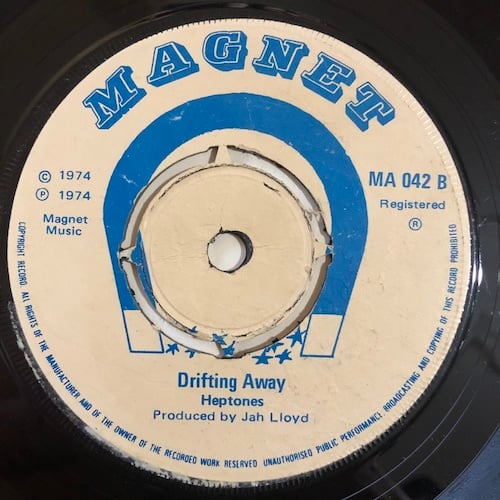 MAGNET
© 1974
℗ 1974
Magnet
Music
MA 042 B
Registered
®
Drifting Away
Heptones
Produced by Jah Lloyd
COPYRIGHT RECORD. ALL RIGHTS OF THE MANUFACTURER AND OF THE OWNER OF THE RECORDED WORK RESERVED UNAUTHORISED PUBLIC PERFORMANCE BROADCASTING AND COPYING OF THIS RECORD PROHIBITED